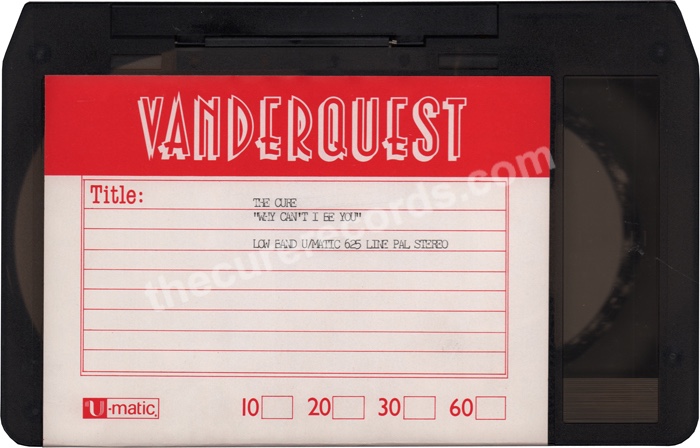 VANDERQUEST
Title:
THE CURE
"WHY CAN"T I BE YOU"
LOW BAND U/MATIC 625 LINE PAL STEREO
thecurerecords.com
U-matic
10 20 30 60